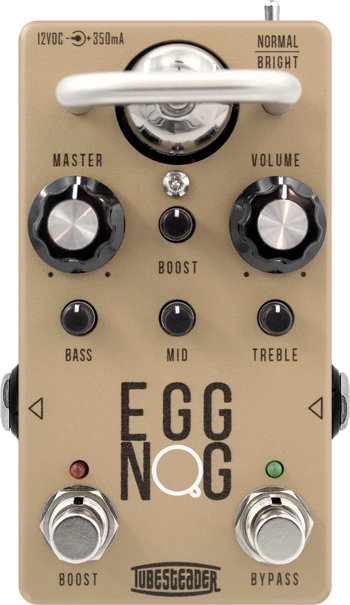 12VDC +350mA
NORMAL
BRIGHT
MASTER
VOLUME
BOOST
BASS
MID
TREBLE
EGG
NOG
BOOST
TUBESTEADER
BYPASS